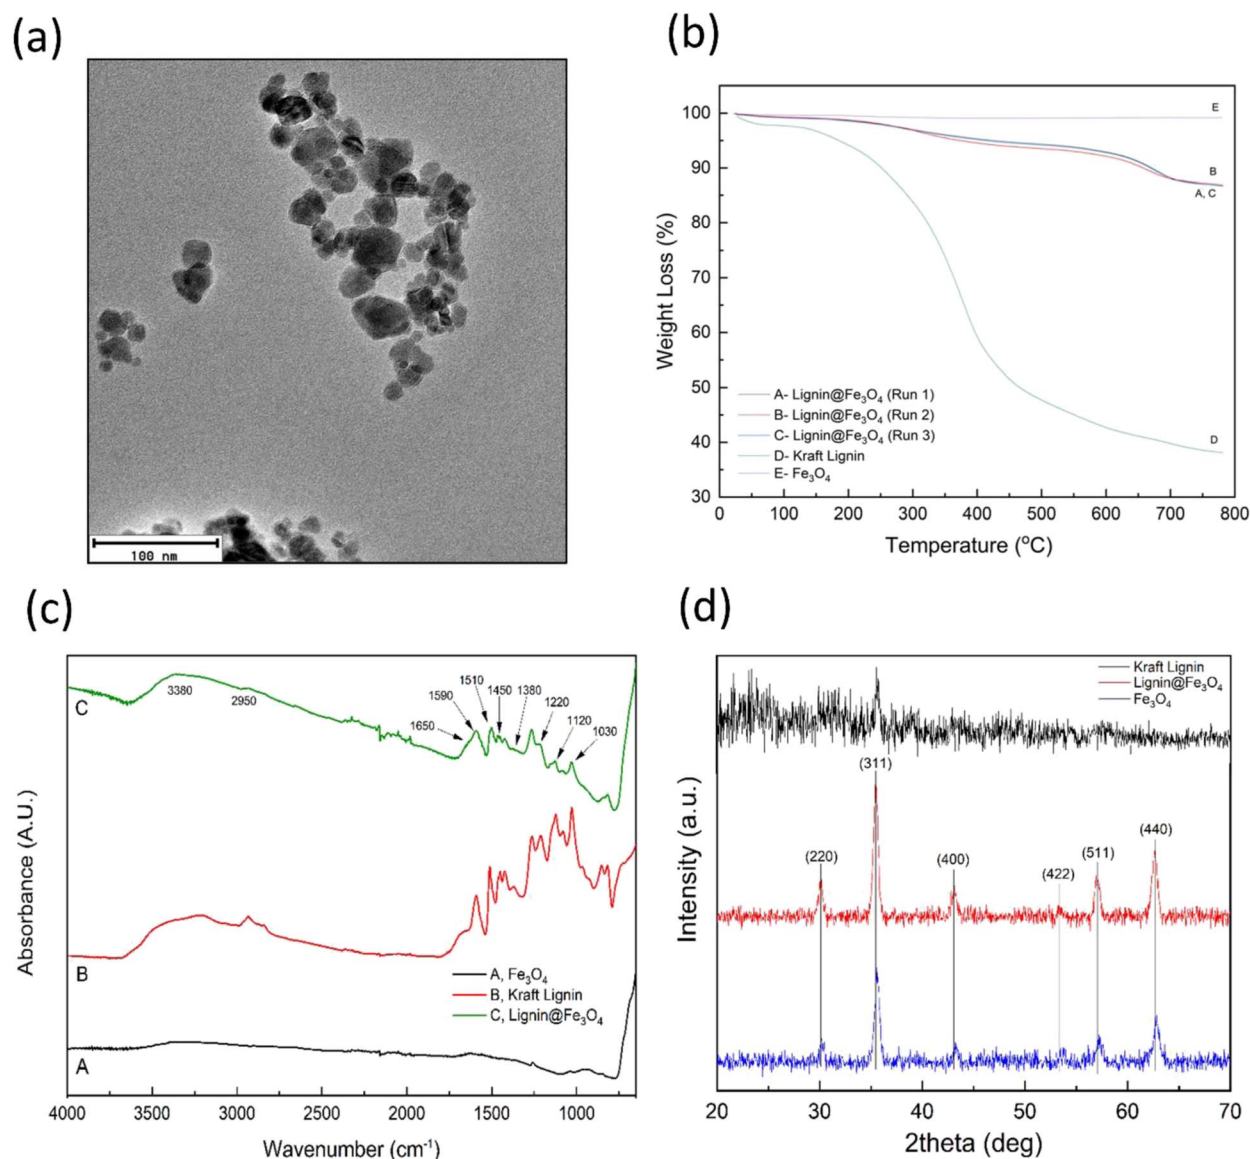 (a)
100 nm
(b)
Weight Loss (%)
100
90
80
70
60
50
40
30
E
B
A, C
D
A- Lignin@Fe₃O₄ (Run 1)
B- Lignin@Fe₃O₄ (Run 2)
C- Lignin@Fe₃O₄ (Run 3)
D- Kraft Lignin
E- Fe₃O₄
0 100 200 300 400 500 600 700 800
Temperature (ºC)
(c)
Absorbance (A.U.)
C
3380
2950
1650
1590
1510
1450
1380
1220
1120
1030
B
A, Fe₃O₄
B, Kraft Lignin
C, Lignin@Fe₃O₄
A
4000 3500 3000 2500 2000 1500 1000
Wavenumber (cm⁻¹)
(d)
Intensity (a.u.)
Kraft Lignin
Lignin@Fe₃O₄
Fe₃O₄
(220)
(311)
(400)
(422)
(511)
(440)
20 30 40 50 60 70
2theta (deg)